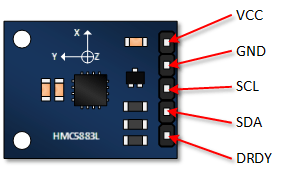 VCC
X
GND
Y
Z
SCL
SDA
HMC5883L
DRDY